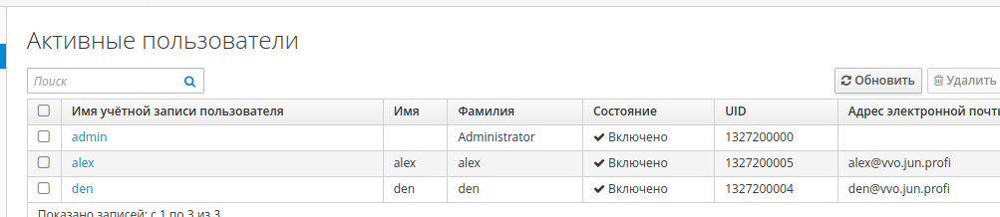 Активные пользователи
Поиск Обновить Удалить
Имя учётной записи пользователя Имя Фамилия Состояние UID Адрес электронной почты
admin Administrator Включено 1327200000
alex alex alex Включено 1327200005 alex@vvo.jun.profi
den den den Включено 1327200004 den@vvo.jun.profi
Показано записей: с 1 по 3 из 3